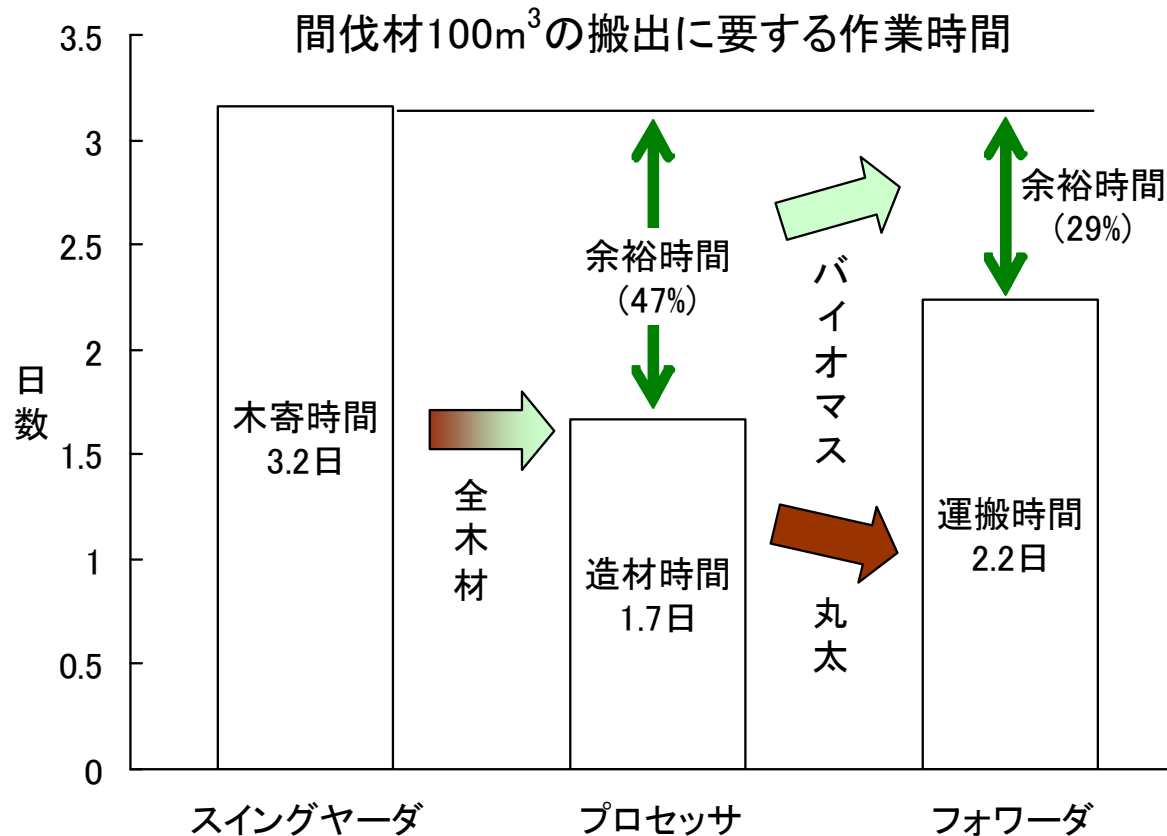 間伐材100m³の搬出に要する作業時間
3.5
3
2.5
2
1.5
1
0.5
0
日数
木寄時間
3.2日
全木材
余裕時間
(47%)
造材時間
1.7日
バイオマス
丸太
余裕時間
(29%)
運搬時間
2.2日
スイングヤーダ
プロセッサ
フォワーダ